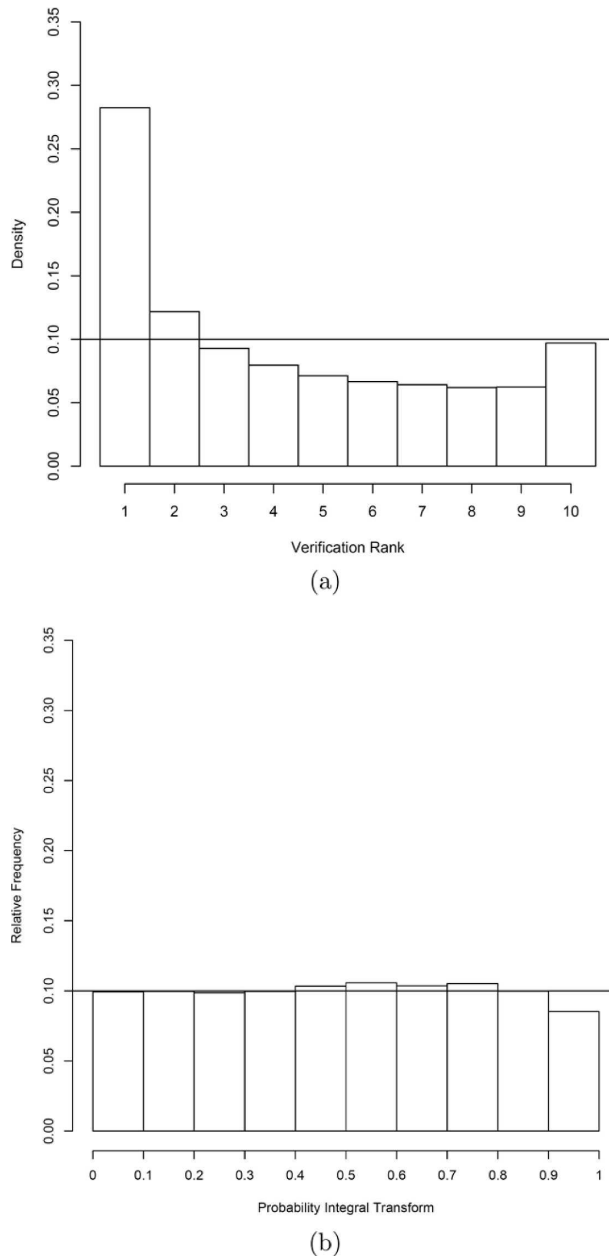 0.35
0.30
0.25
0.20
0.15
0.10
0.05
0.00
Density
1 2 3 4 5 6 7 8 9 10
Verification Rank
(a)
0.35
0.30
0.25
0.20
0.15
0.10
0.05
0.00
Relative Frequency
0 0.1 0.2 0.3 0.4 0.5 0.6 0.7 0.8 0.9 1
Probability Integral Transform
(b)